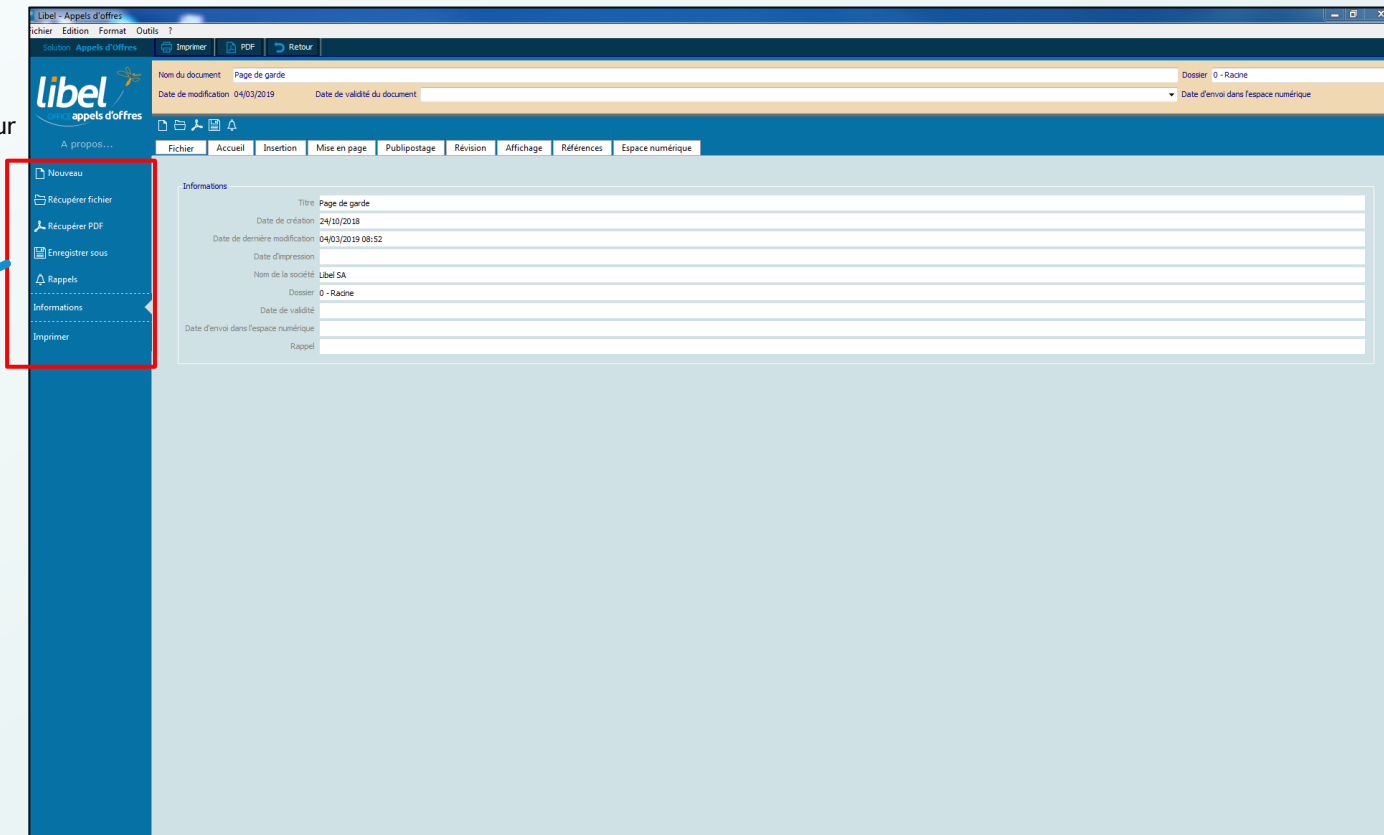 Libel - Appels d'offres
Fichier Edition Format Outils ?
Solution Appels d'Offres Imprimer PDF Retour
libel
OFFICE appels d'offres
A propos...
Nom du document Page de garde Dossier 0 - Racine
Date de modification 04/03/2019 Date de validité du document Date d'envoi dans l'espace numérique
ur
Fichier Accueil Insertion Mise en page Publipostage Révision Affichage Références Espace numérique
Nouveau
Récupérer fichier
Récupérer PDF
Enregistrer sous
Rappels
Informations
Imprimer
Informations
Titre Page de garde
Date de création 24/10/2018
Date de dernière modification 04/03/2019 08:52
Date d'impression
Nom de la société Libel SA
Dossier 0 - Racine
Date de validité
Date d'envoi dans l'espace numérique
Rappel